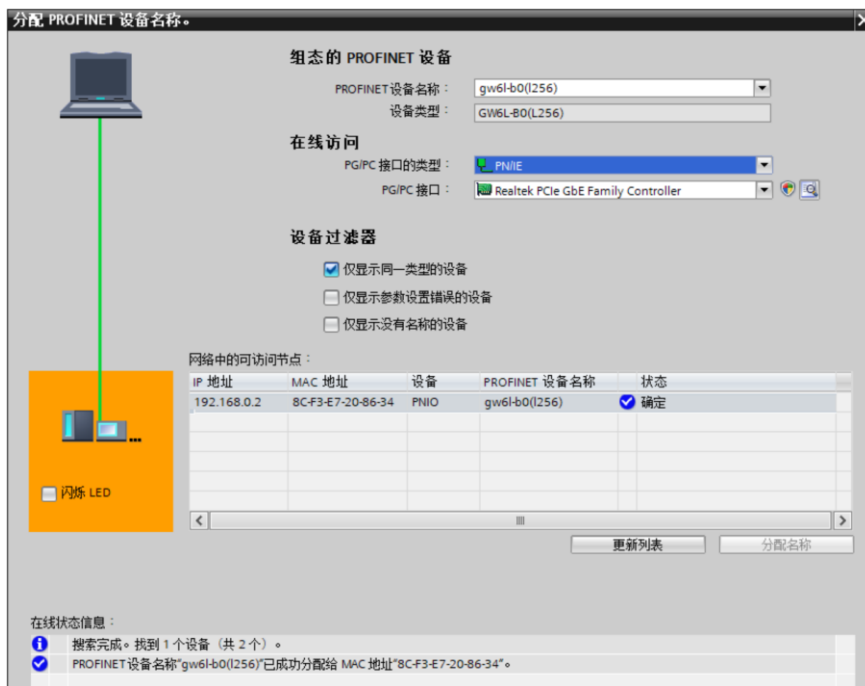 分配 PROFINET 设备名称。
组态的 PROFINET 设备
PROFINET设备名称： gw6l-b0(l256)
设备类型： GW6L-B0(L256)
在线访问
PG/PC 接口的类型： PN/IE
PG/PC 接口： Realtek PCIe GbE Family Controller
设备过滤器
仅显示同一类型的设备
仅显示参数设置错误的设备
仅显示没有名称的设备
网络中的可访问节点：
IP 地址 MAC 地址 设备 PROFINET 设备名称 状态
192.168.0.2 8C-F3-E7-20-86-34 PNIO gw6l-b0(l256) 确定
闪烁 LED
更新列表 分配名称
在线状态信息：
搜索完成。找到 1 个设备（共 2 个）。
PROFINET设备名称"gw6l-b0(l256)"已成功分配给 MAC 地址"8C-F3-E7-20-86-34"。